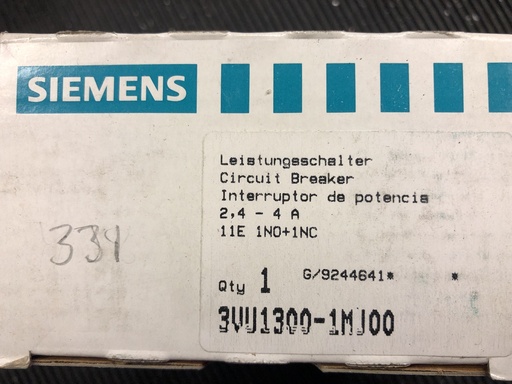 SIEMENS
Leistungsschalter
Circuit Breaker
Interruptor de potencia
2,4 - 4 A
11E 1NO+1NC
334
Qty 1 G/9244641* *
3VU1300-1MJ00